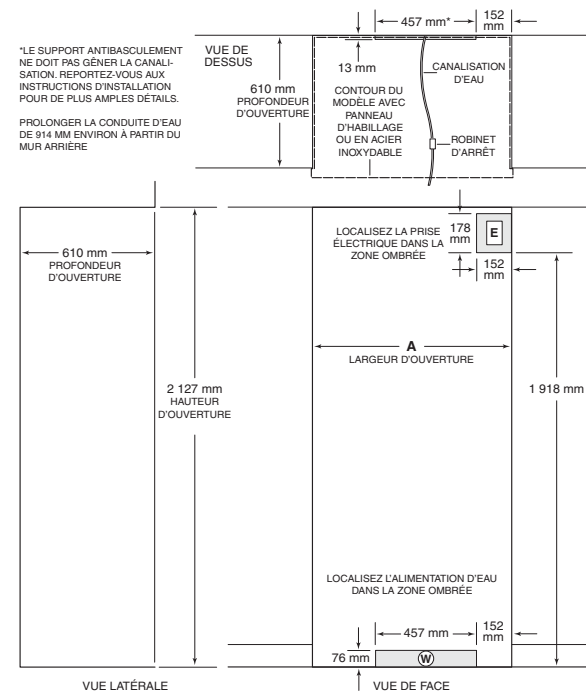 *LE SUPPORT ANTIBASCULEMENT
NE DOIT PAS GÊNER LA CANALI-
SATION. REPORTEZ-VOUS AUX
INSTRUCTIONS D'INSTALLATION
POUR DE PLUS AMPLES DÉTAILS.
PROLONGER LA CONDUITE D'EAU
DE 914 MM ENVIRON À PARTIR DU
MUR ARRIÈRE
VUE DE
DESSUS
457 mm*
152
mm
13 mm
610 mm
PROFONDEUR
D'OUVERTURE
CONTOUR DU
MODÈLE AVEC
PANNEAU
D'HABILLAGE
OU EN ACIER
INOXYDABLE
CANALISATION
D'EAU
ROBINET
D'ARRÊT
610 mm
PROFONDEUR
D'OUVERTURE
2 127 mm
HAUTEUR
D'OUVERTURE
LOCALISEZ LA PRISE
ÉLECTRIQUE DANS LA
ZONE OMBRÉE
178
mm
E
152
mm
A
LARGEUR D'OUVERTURE
1 918 mm
LOCALISEZ L'ALIMENTATION D'EAU
DANS LA ZONE OMBRÉE
457 mm
152
mm
76 mm
W
VUE LATÉRALE
VUE DE FACE